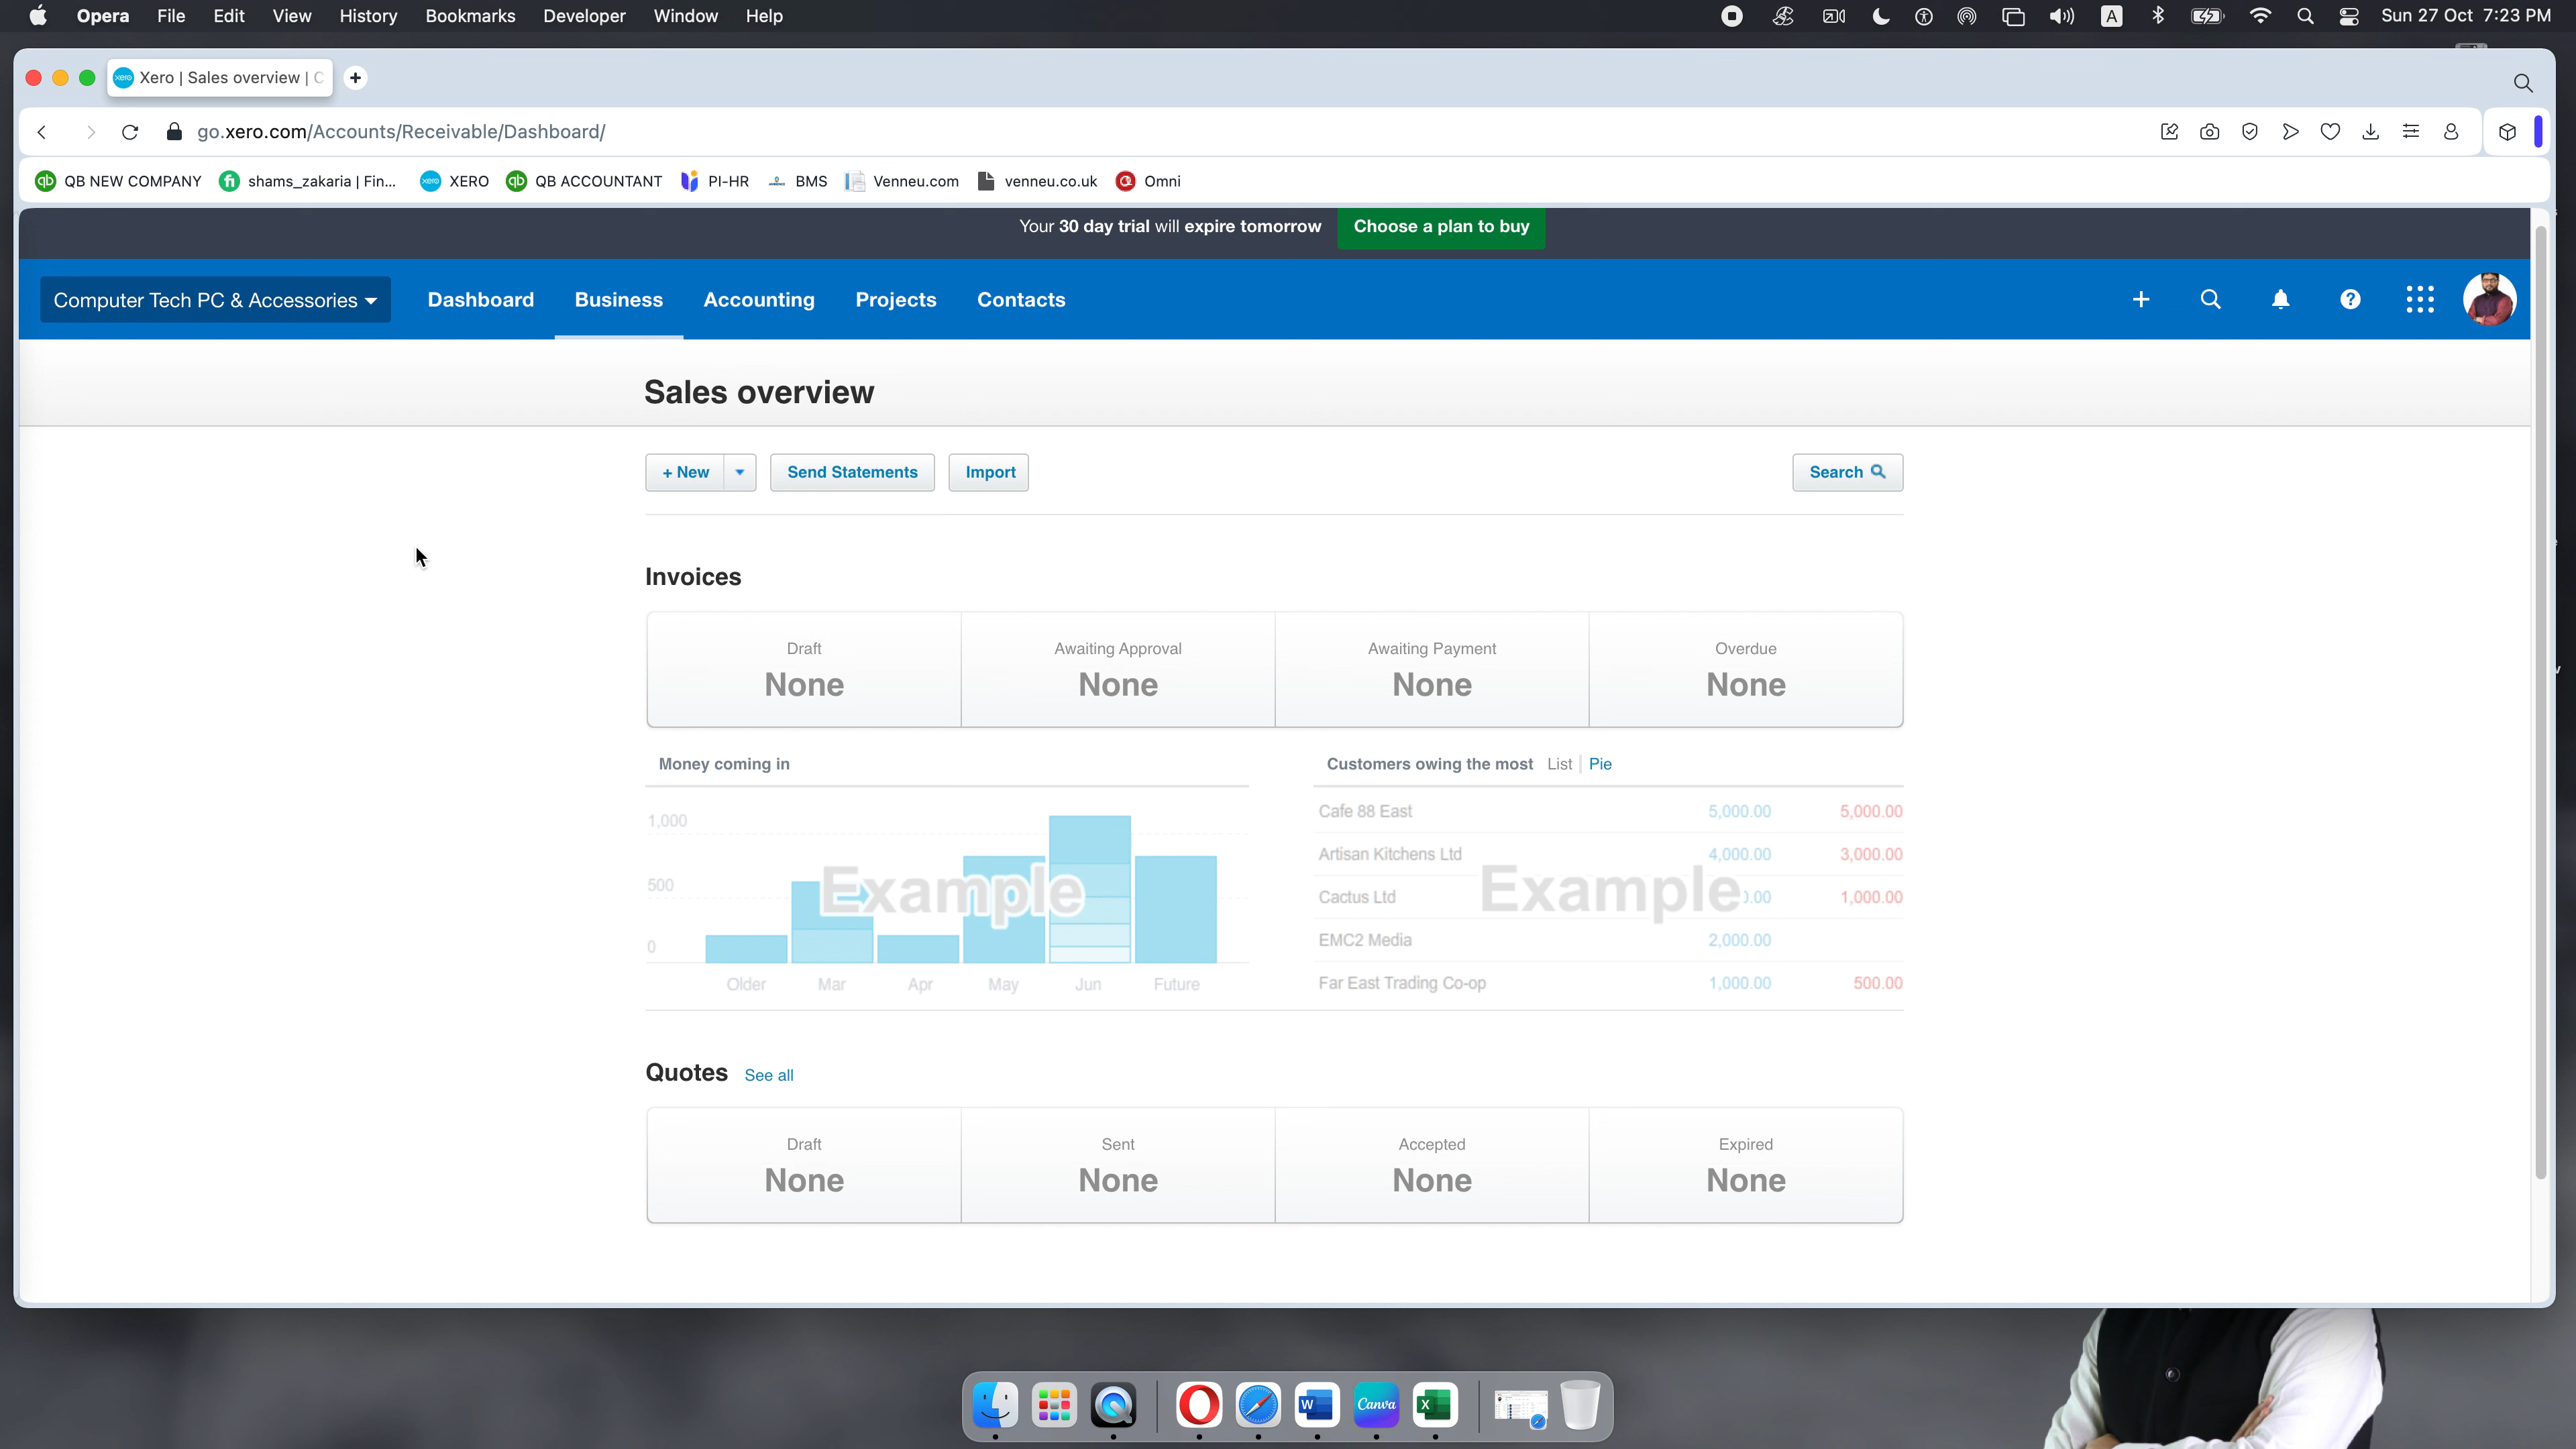 Opera File Edit View History Bookmarks Developer Window Help A Sun 27 Oct 7:23 PM
xero Xero | Sales overview | C
go.xero.com/Accounts/Receivable/Dashboard/
qb QB NEW COMPANY fi shams_zakaria | Fin... xero XERO qb QB ACCOUNTANT PI-HR BMS Venneu.com venneu.co.uk Omni
Your 30 day trial will expire tomorrow Choose a plan to buy
Computer Tech PC & Accessories Dashboard Business Accounting Projects Contacts
Sales overview
+ New Send Statements Import Search
Invoices
Draft Awaiting Approval Awaiting Payment Overdue
None None None None
Money coming in Customers owing the most List Pie
1,000
500
0
Older Mar Apr May Jun Future
Example
Cafe 88 East 5,000.00 5,000.00
Artisan Kitchens Ltd 4,000.00 3,000.00
Cactus Ltd 1,000.00
EMC2 Media 2,000.00
Far East Trading Co-op 1,000.00 500.00
Example
Quotes See all
Draft Sent Accepted Expired
None None None None
W Canva X